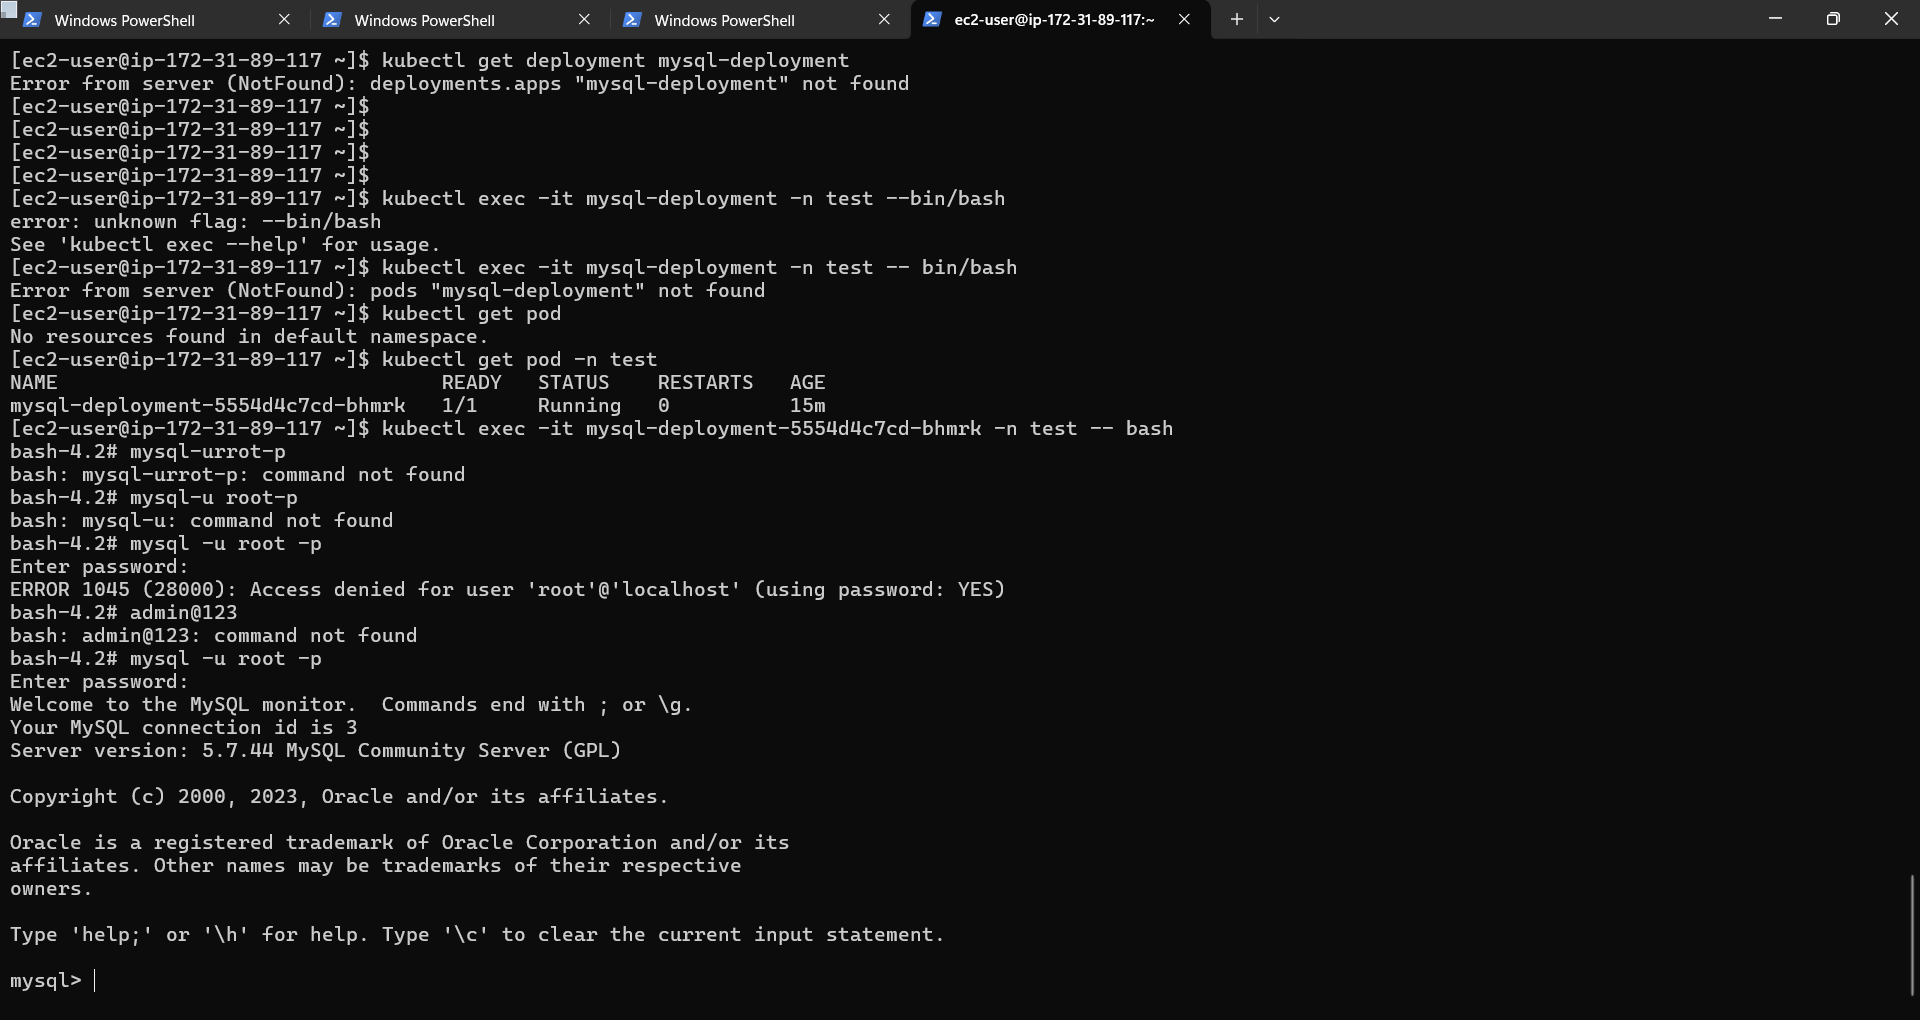 Windows PowerShell
Windows PowerShell
Windows PowerShell
ec2-user@ip-172-31-89-117:~
[ec2-user@ip-172-31-89-117 ~]$ kubectl get deployment mysql-deployment
Error from server (NotFound): deployments.apps "mysql-deployment" not found
[ec2-user@ip-172-31-89-117 ~]$
[ec2-user@ip-172-31-89-117 ~]$
[ec2-user@ip-172-31-89-117 ~]$
[ec2-user@ip-172-31-89-117 ~]$
[ec2-user@ip-172-31-89-117 ~]$ kubectl exec -it mysql-deployment -n test --bin/bash
error: unknown flag: --bin/bash
See 'kubectl exec --help' for usage.
[ec2-user@ip-172-31-89-117 ~]$ kubectl exec -it mysql-deployment -n test -- bin/bash
Error from server (NotFound): pods "mysql-deployment" not found
[ec2-user@ip-172-31-89-117 ~]$ kubectl get pod
No resources found in default namespace.
[ec2-user@ip-172-31-89-117 ~]$ kubectl get pod -n test
NAME READY STATUS RESTARTS AGE
mysql-deployment-5554d4c7cd-bhmrk 1/1 Running 0 15m
[ec2-user@ip-172-31-89-117 ~]$ kubectl exec -it mysql-deployment-5554d4c7cd-bhmrk -n test -- bash
bash-4.2# mysql-urrot-p
bash: mysql-urrot-p: command not found
bash-4.2# mysql-u root-p
bash: mysql-u: command not found
bash-4.2# mysql -u root -p
Enter password:
ERROR 1045 (28000): Access denied for user 'root'@'localhost' (using password: YES)
bash-4.2# admin@123
bash: admin@123: command not found
bash-4.2# mysql -u root -p
Enter password:
Welcome to the MySQL monitor.  Commands end with ; or \g.
Your MySQL connection id is 3
Server version: 5.7.44 MySQL Community Server (GPL)
Copyright (c) 2000, 2023, Oracle and/or its affiliates.
Oracle is a registered trademark of Oracle Corporation and/or its
affiliates. Other names may be trademarks of their respective
owners.
Type 'help;' or '\h' for help. Type '\c' to clear the current input statement.
mysql>